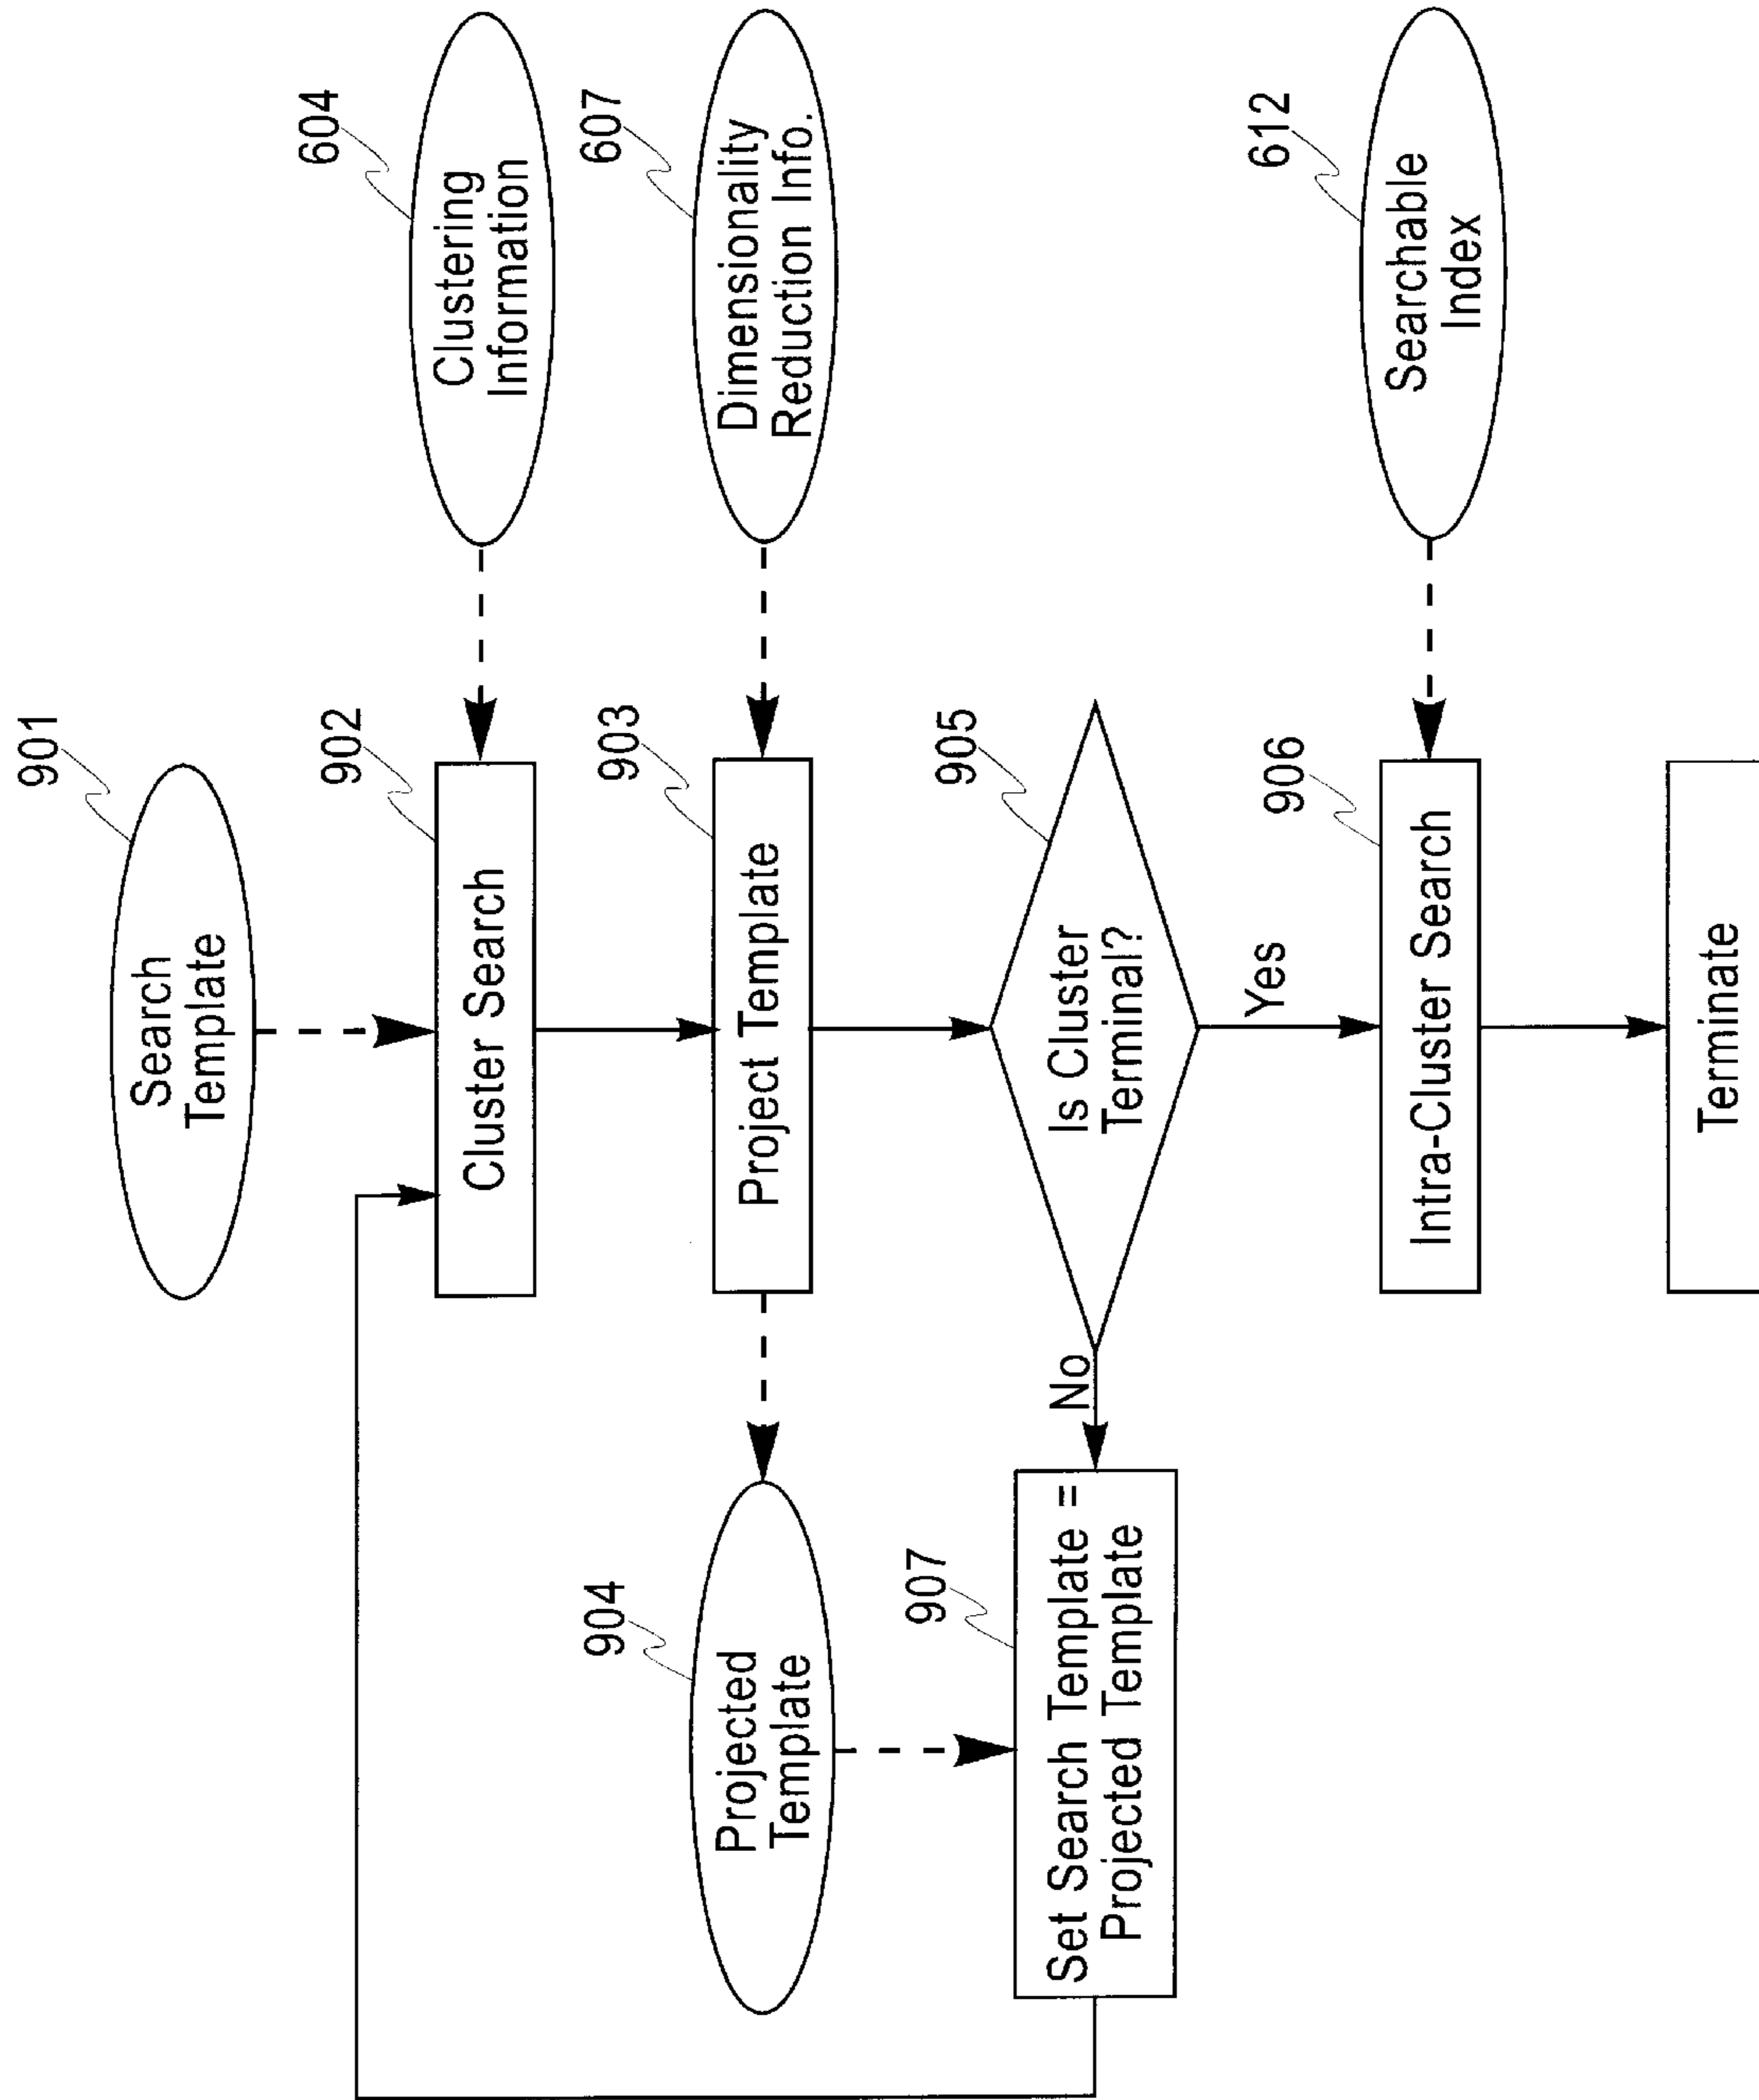 901
Search
Template
604
Clustering
Information
902
Cluster Search
607
Dimensionality
Reduction Info.
903
Project Template
904
Projected
Template
905
Is Cluster
Terminal?
No
Yes
907
Set Search Template =
Projected Template
612
Searchable
Index
906
Intra-Cluster Search
Terminate